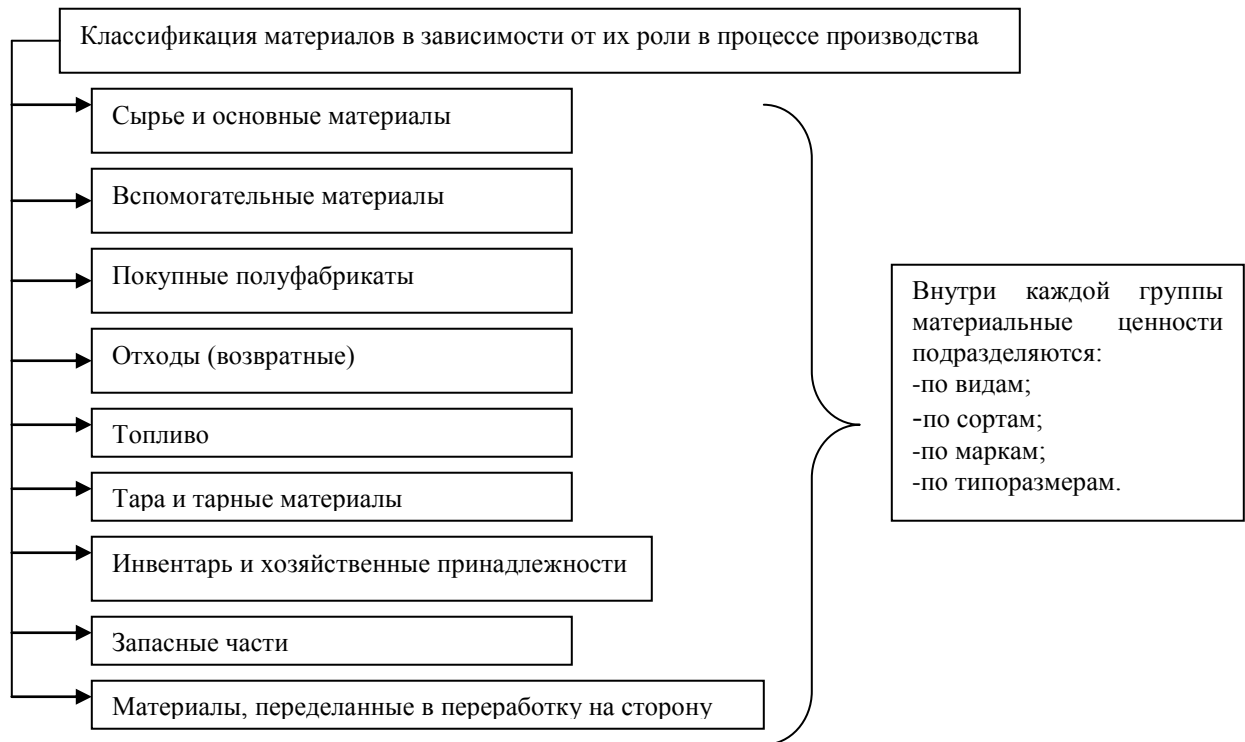 Классификация материалов в зависимости от их роли в процессе производства
Сырье и основные материалы
Вспомогательные материалы
Покупные полуфабрикаты
Отходы (возвратные)
Топливо
Тара и тарные материалы
Инвентарь и хозяйственные принадлежности
Запасные части
Материалы, переделанные в переработку на сторону
Внутри каждой группы
материальные ценности
подразделяются:
-по видам;
-по сортам;
-по маркам;
-по типоразмерам.